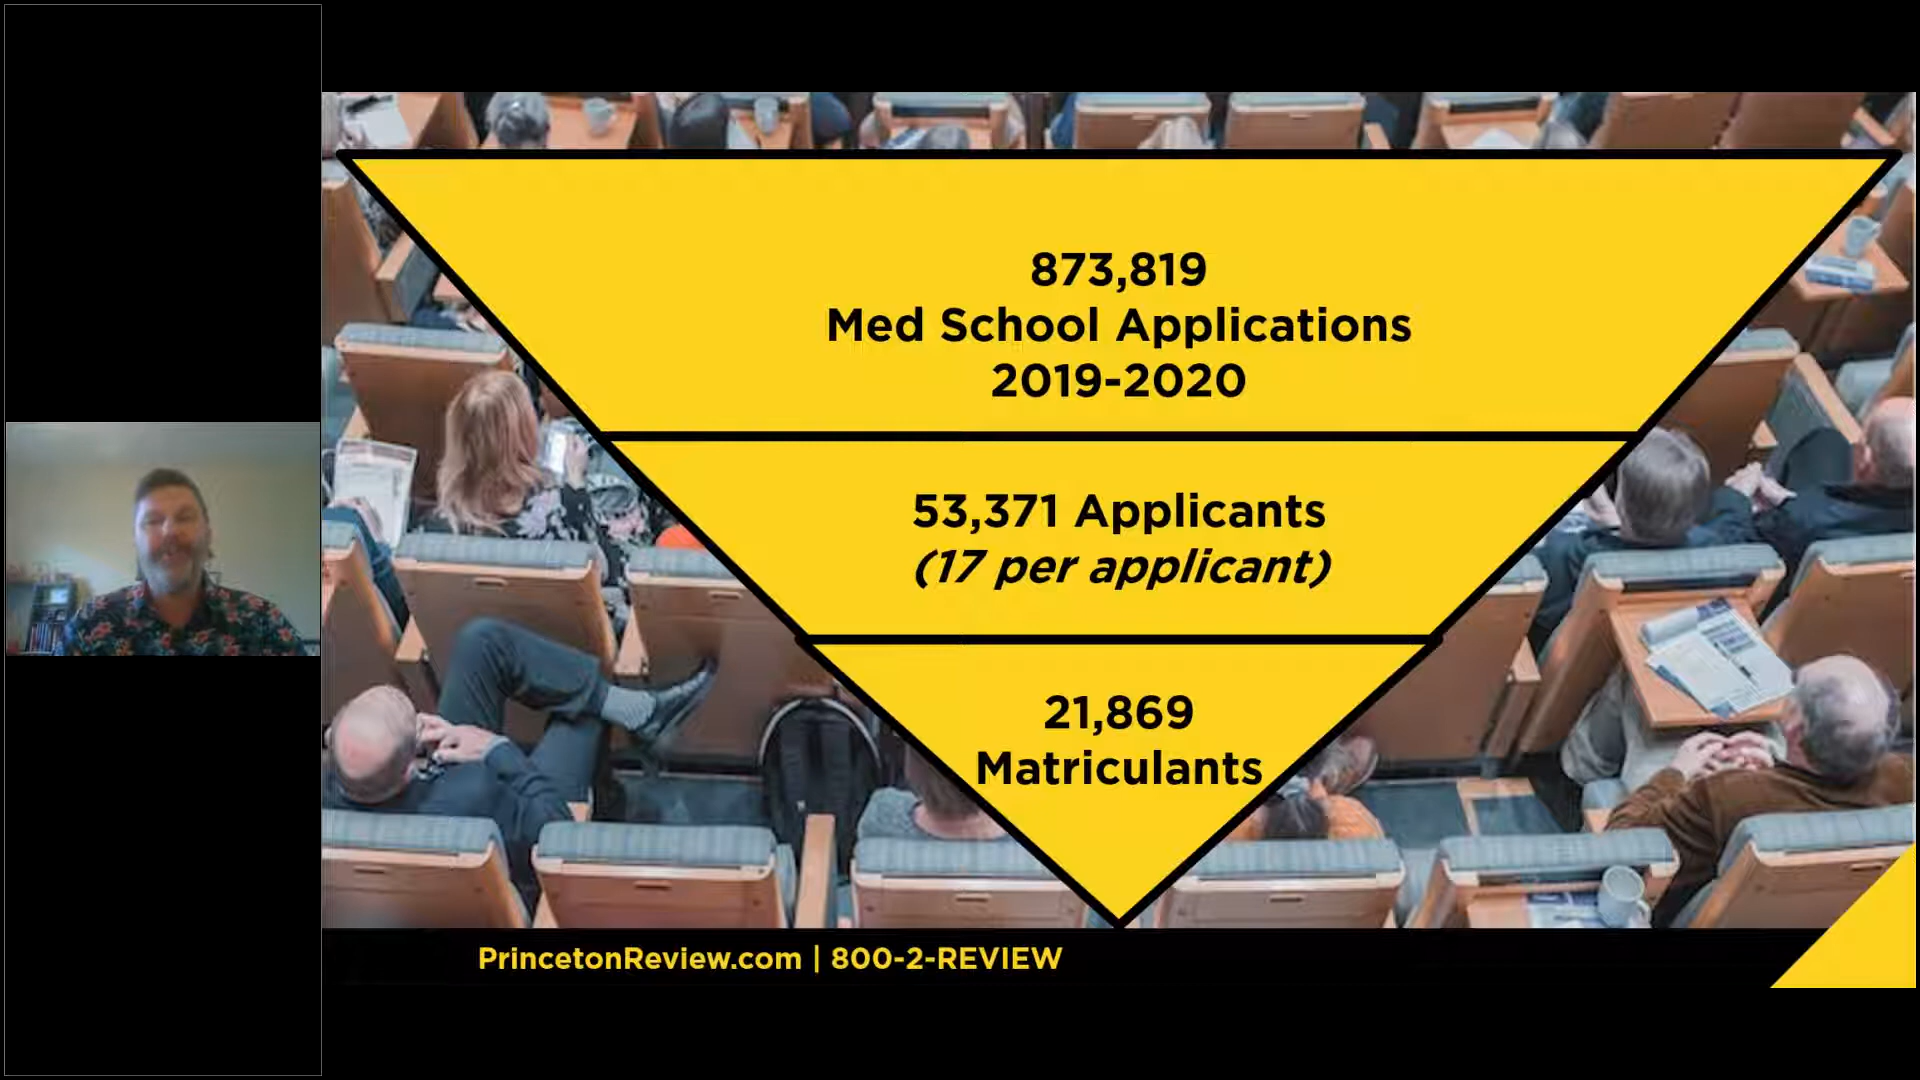 873,819
Med School Applications
2019-2020
53,371 Applicants
(17 per applicant)
21,869
Matriculants
PrincetonReview.com | 800-2-REVIEW